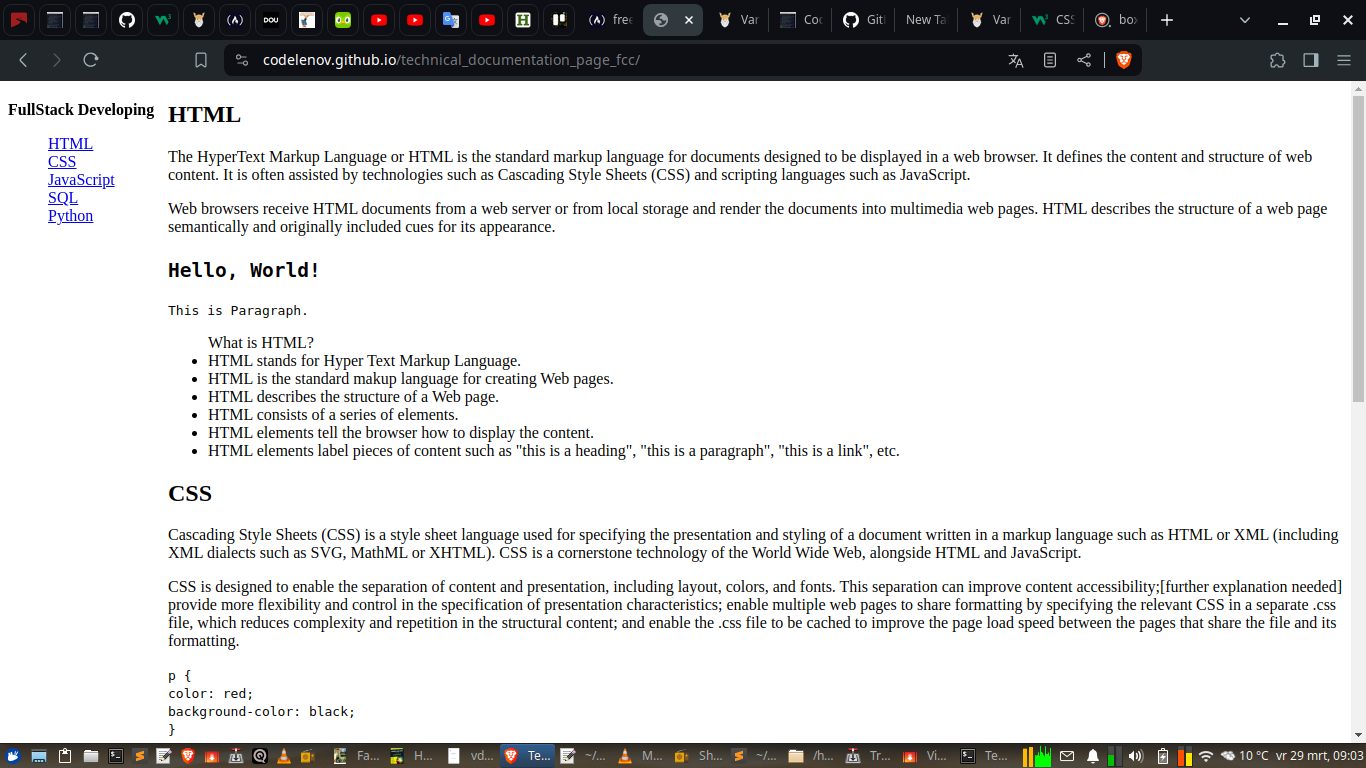 DOU
free
Var
Coc
Git
New Ta
Var
CSS
box
codelenov.github.io/technical_documentation_page_fcc/
FullStack Developing
HTML
CSS
JavaScript
SQL
Python
HTML
The HyperText Markup Language or HTML is the standard markup language for documents designed to be displayed in a web browser. It defines the content and structure of web
content. It is often assisted by technologies such as Cascading Style Sheets (CSS) and scripting languages such as JavaScript.
Web browsers receive HTML documents from a web server or from local storage and render the documents into multimedia web pages. HTML describes the structure of a web page
semantically and originally included cues for its appearance.
Hello, World!
This is Paragraph.
What is HTML?
HTML stands for Hyper Text Markup Language.
HTML is the standard makup language for creating Web pages.
HTML describes the structure of a Web page.
HTML consists of a series of elements.
HTML elements tell the browser how to display the content.
HTML elements label pieces of content such as "this is a heading", "this is a paragraph", "this is a link", etc.
CSS
Cascading Style Sheets (CSS) is a style sheet language used for specifying the presentation and styling of a document written in a markup language such as HTML or XML (including
XML dialects such as SVG, MathML or XHTML). CSS is a cornerstone technology of the World Wide Web, alongside HTML and JavaScript.
CSS is designed to enable the separation of content and presentation, including layout, colors, and fonts. This separation can improve content accessibility;[further explanation needed]
provide more flexibility and control in the specification of presentation characteristics; enable multiple web pages to share formatting by specifying the relevant CSS in a separate .css
file, which reduces complexity and repetition in the structural content; and enable the .css file to be cached to improve the page load speed between the pages that share the file and its
formatting.
p {
color: red;
background-color: black;
}
Fa...
H...
vd...
Te...
~/...
M...
Sh...
~/...
/h...
Tr...
Vi...
Te...
10 °C
vr 29 mrt, 09:03